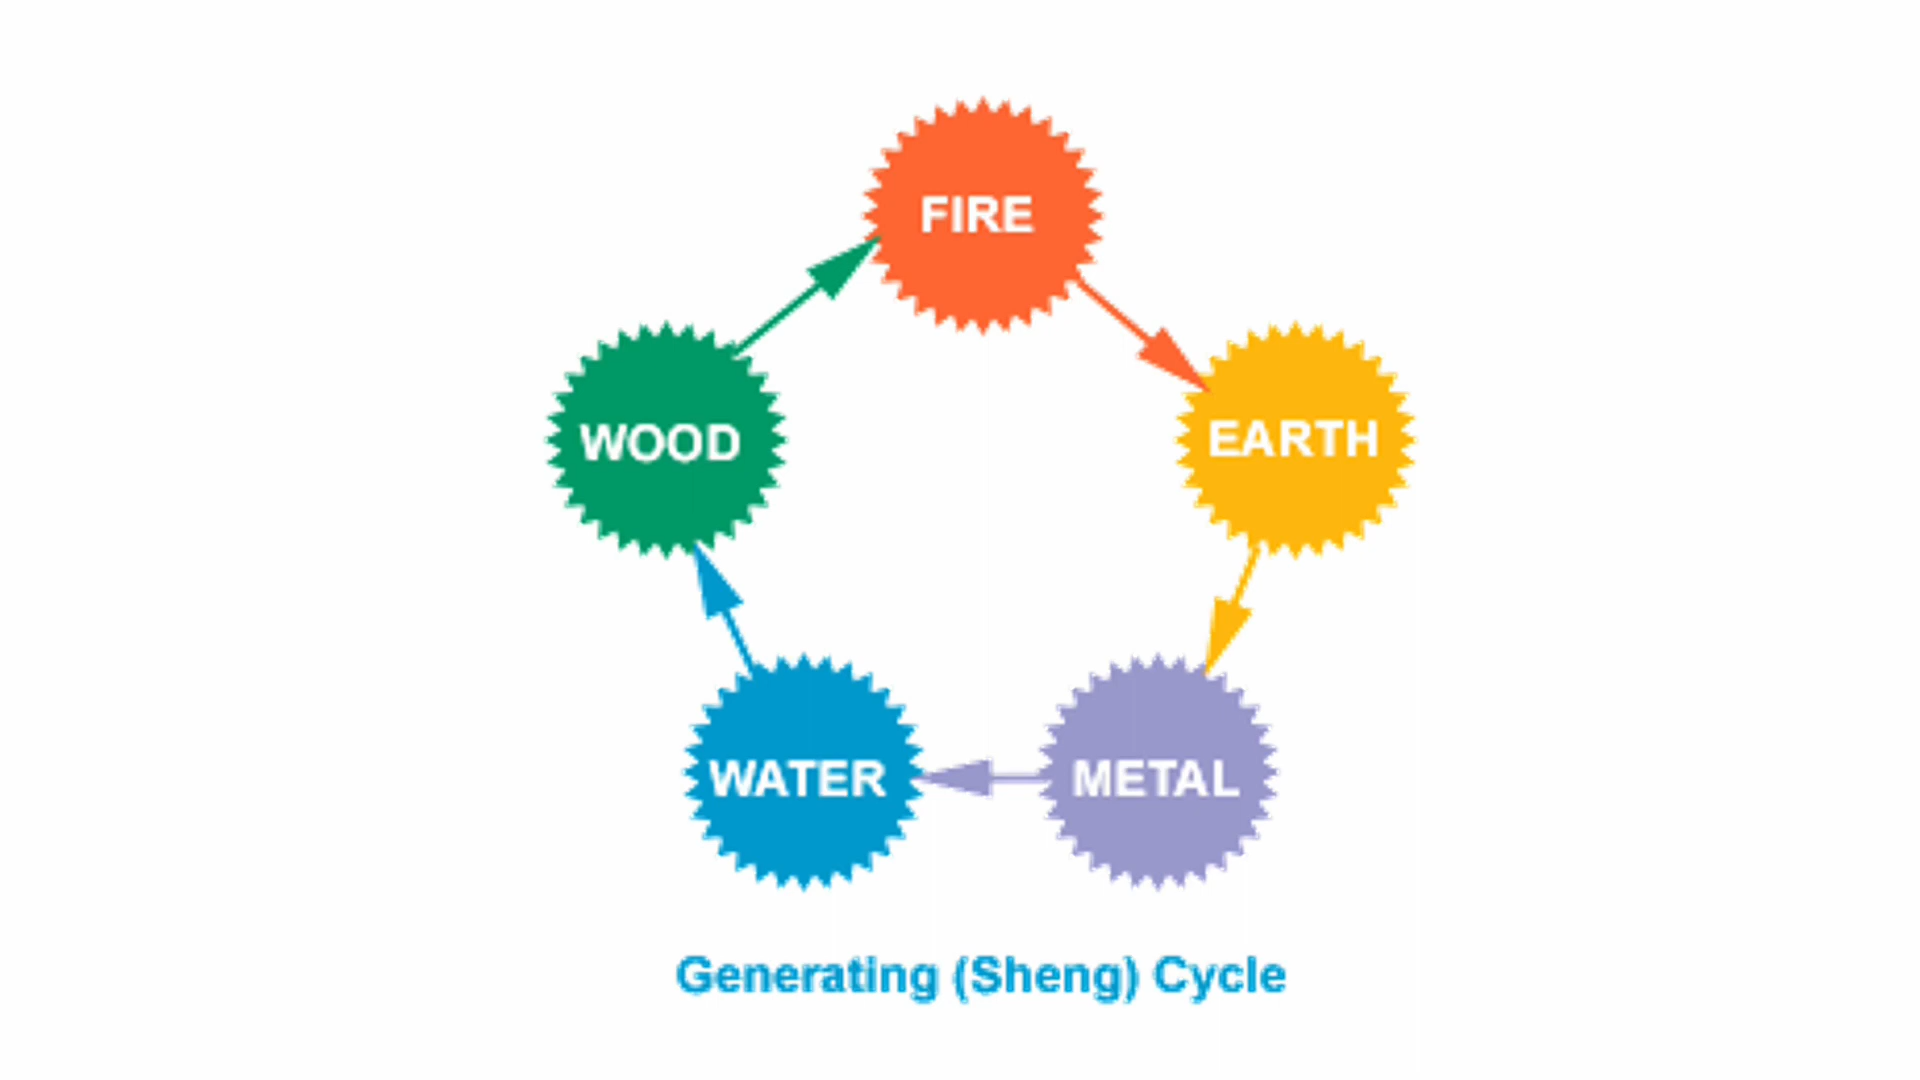 FIRE
WOOD
EARTH
WATER
METAL
Generating (Sheng) Cycle